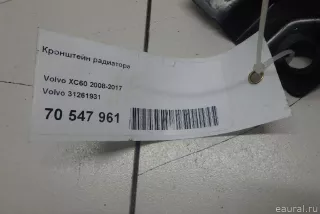 Кронштейн радиатора
Volvo XC60 2008-2017
Volvo 31261931
70 547 961
eaural.ru